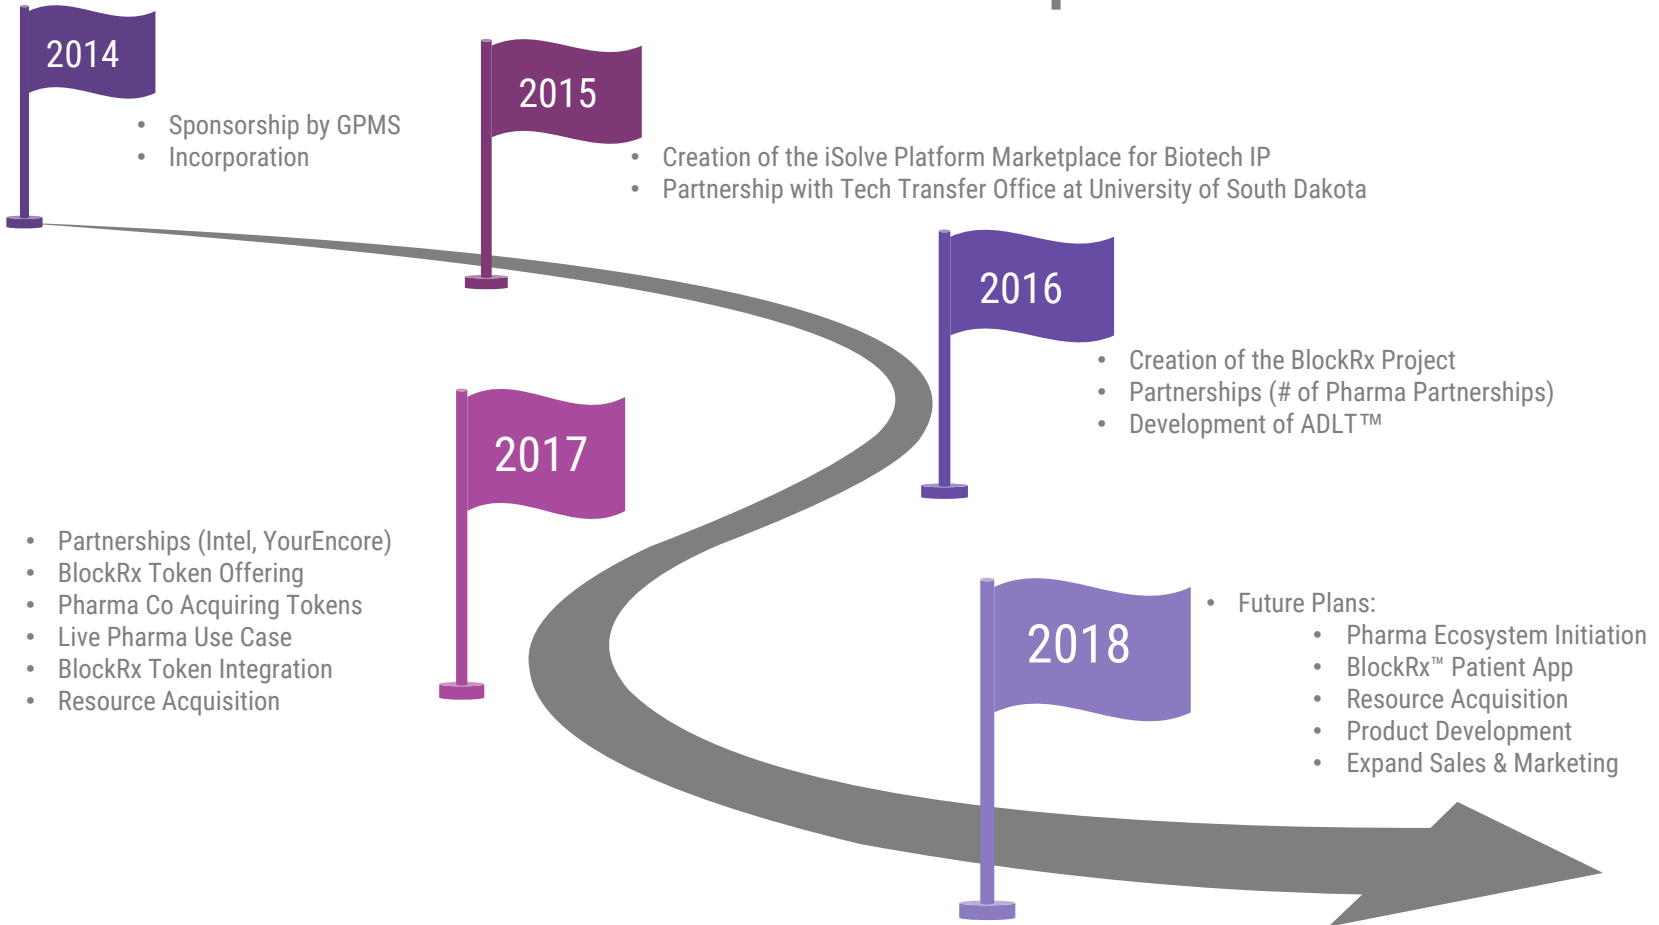 2014
• Sponsorship by GPMS
• Incorporation
2015
• Creation of the iSolve Platform Marketplace for Biotech IP
• Partnership with Tech Transfer Office at University of South Dakota
2016
• Creation of the BlockRx Project
• Partnerships (# of Pharma Partnerships)
• Development of ADLT™
2017
• Partnerships (Intel, YourEncore)
• BlockRx Token Offering
• Pharma Co Acquiring Tokens
• Live Pharma Use Case
• BlockRx Token Integration
• Resource Acquisition
2018
• Future Plans:
• Pharma Ecosystem Initiation
• BlockRx™ Patient App
• Resource Acquisition
• Product Development
• Expand Sales & Marketing